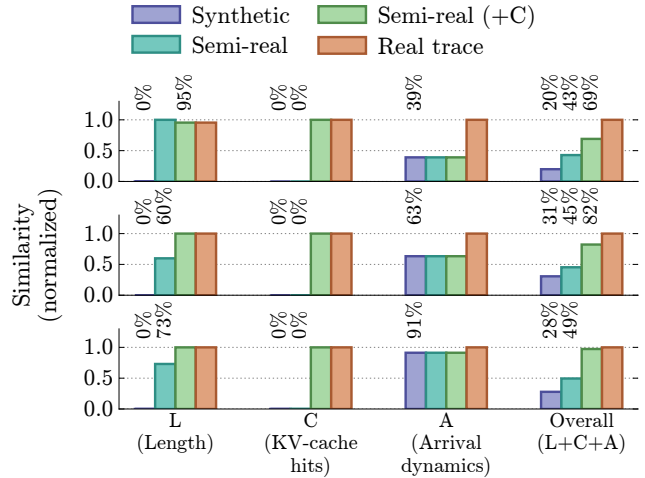 Synthetic
Semi-real
Semi-real (+C)
Real trace
Similarity
(normalized)
0% 95% 0% 0% 39% 20% 43% 69%
1.0
0.5
0.0
0% 60% 0% 0% 63% 31% 45% 82%
1.0
0.5
0.0
0% 73% 0% 0% 91% 28% 49%
1.0
0.5
0.0
L
(Length)
C
(KV-cache
hits)
A
(Arrival
dynamics)
Overall
(L+C+A)